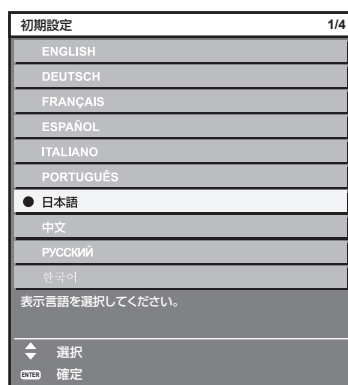 初期設定 1/4
ENGLISH
DEUTSCH
FRANÇAIS
ESPAÑOL
ITALIANO
PORTUGUÊS
日本語
中文
РУССКИЙ
한국어
表示言語を選択してください。
選択
ENTER 確定